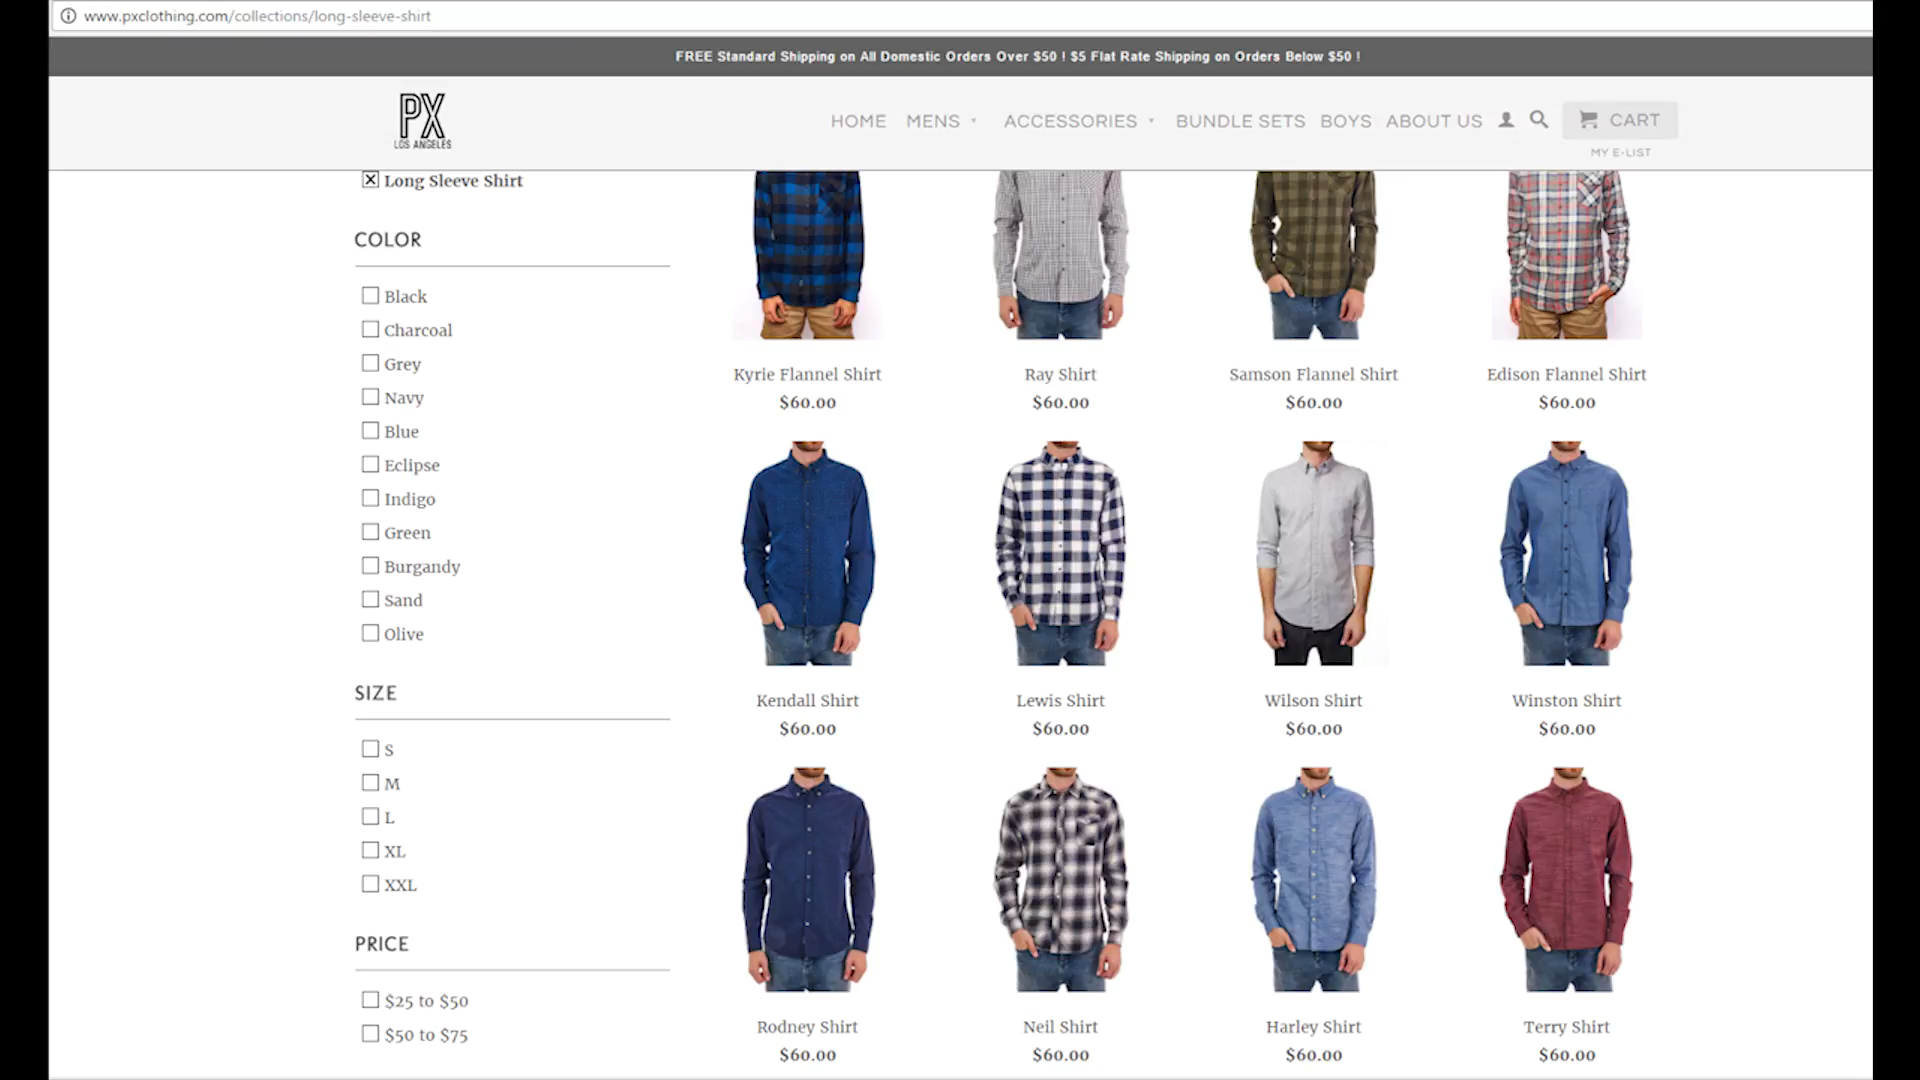 www.pxclothing.com/collections/long-sleeve-shirt
FREE Standard Shipping on All Domestic Orders Over $50 ! $5 Flat Rate Shipping on Orders Below $50 !
PX
LOS ANGELES
HOME MENS ACCESSORIES BUNDLE SETS BOYS ABOUT US CART
MY E-LIST
Long Sleeve Shirt
COLOR
Black
Charcoal
Grey
Navy
Blue
Eclipse
Indigo
Green
Burgandy
Sand
Olive
SIZE
S
M
L
XL
XXL
PRICE
$25 to $50
$50 to $75
Kyrie Flannel Shirt
$60.00
Ray Shirt
$60.00
Samson Flannel Shirt
$60.00
Edison Flannel Shirt
$60.00
Kendall Shirt
$60.00
Lewis Shirt
$60.00
Wilson Shirt
$60.00
Winston Shirt
$60.00
Rodney Shirt
$60.00
Neil Shirt
$60.00
Harley Shirt
$60.00
Terry Shirt
$60.00